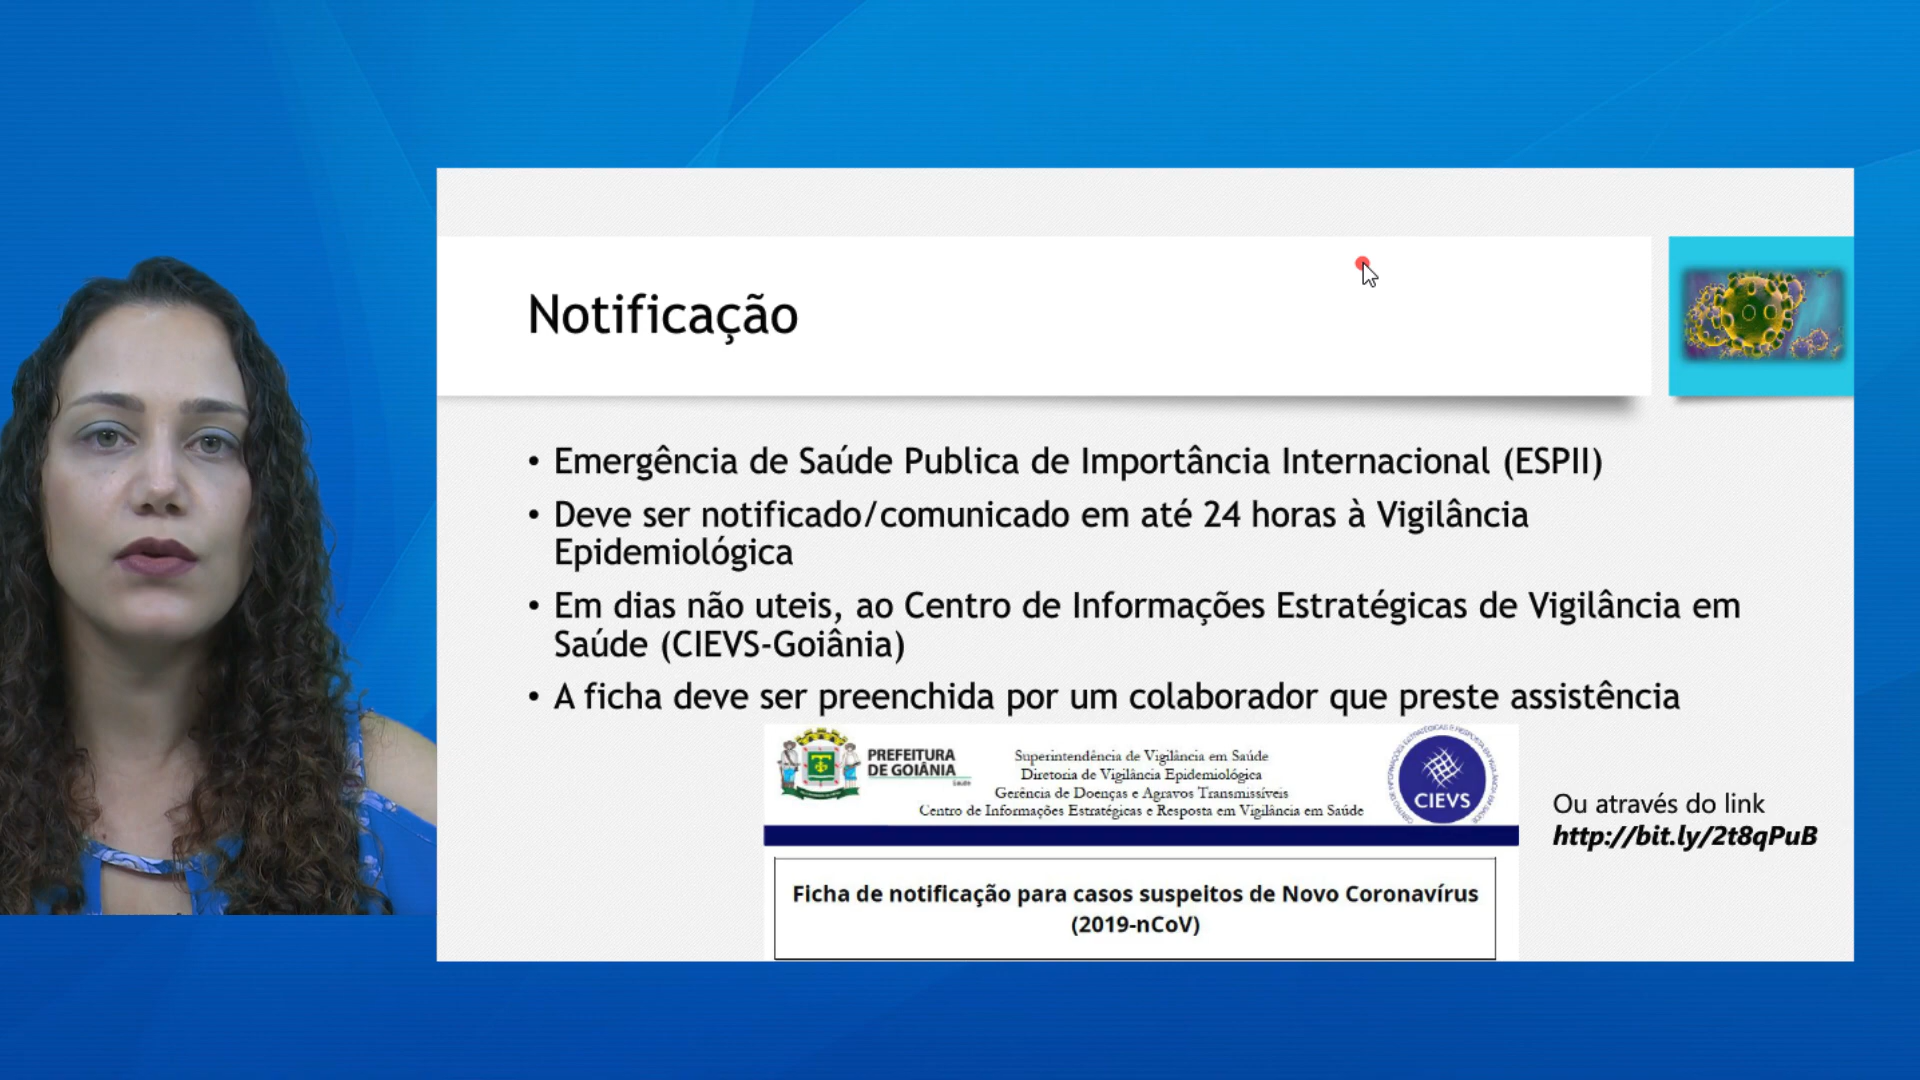 Notificação
• Emergência de Saúde Publica de Importância Internacional (ESPII)
• Deve ser notificado/comunicado em até 24 horas à Vigilância
Epidemiológica
• Em dias não uteis, ao Centro de Informações Estratégicas de Vigilância em
Saúde (CIEVS-Goiânia)
• A ficha deve ser preenchida por um colaborador que preste assistência
PREFEITURA
DE GOIÂNIA
Superintendência de Vigilância em Saúde
Diretoria de Vigilância Epidemiológica
Gerência de Doenças e Agravos Transmissíveis
Centro de Informações Estratégicas e Resposta em Vigilância em Saúde
CIEVS
Ou através do link
http://bit.ly/2t8qPuB
Ficha de notificação para casos suspeitos de Novo Coronavírus
(2019-nCoV)